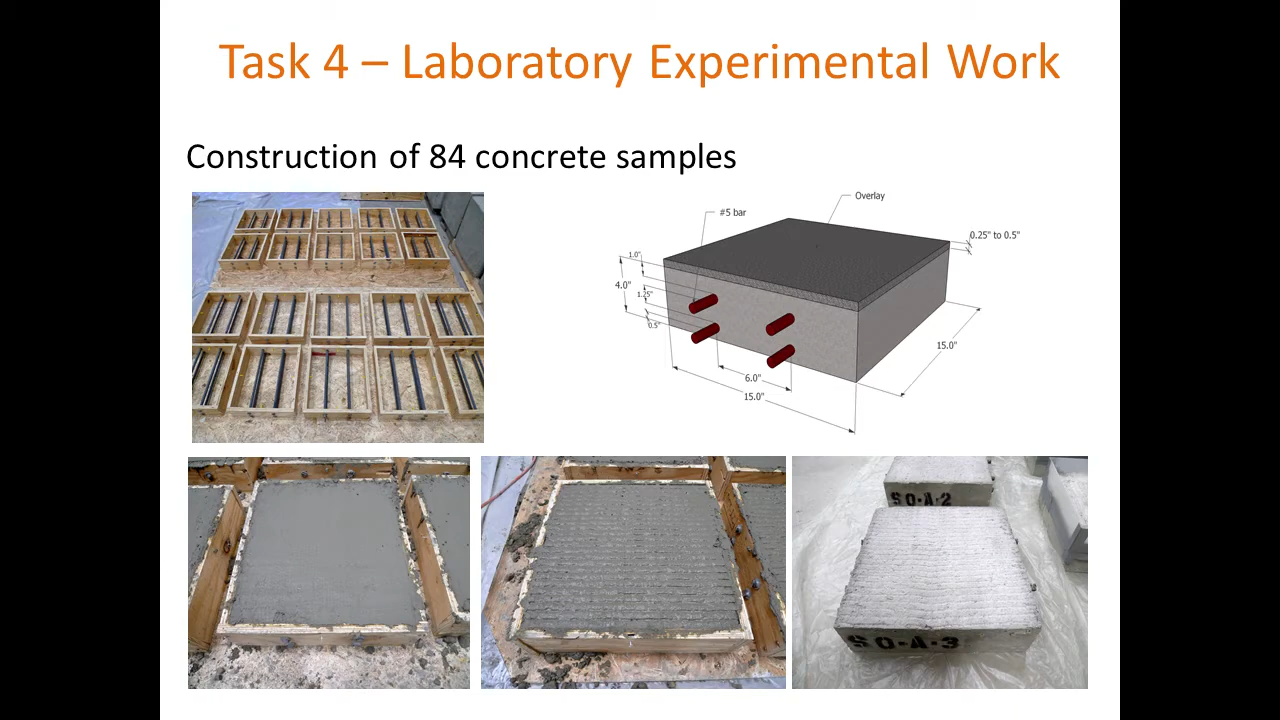 Task 4 – Laboratory Experimental Work
Construction of 84 concrete samples
Overlay
#5 bar
0.25" to 0.5"
1.0"
4.0"
1.25"
0.5"
6.0"
15.0"
15.0"
SO-A-2
SO-A-3